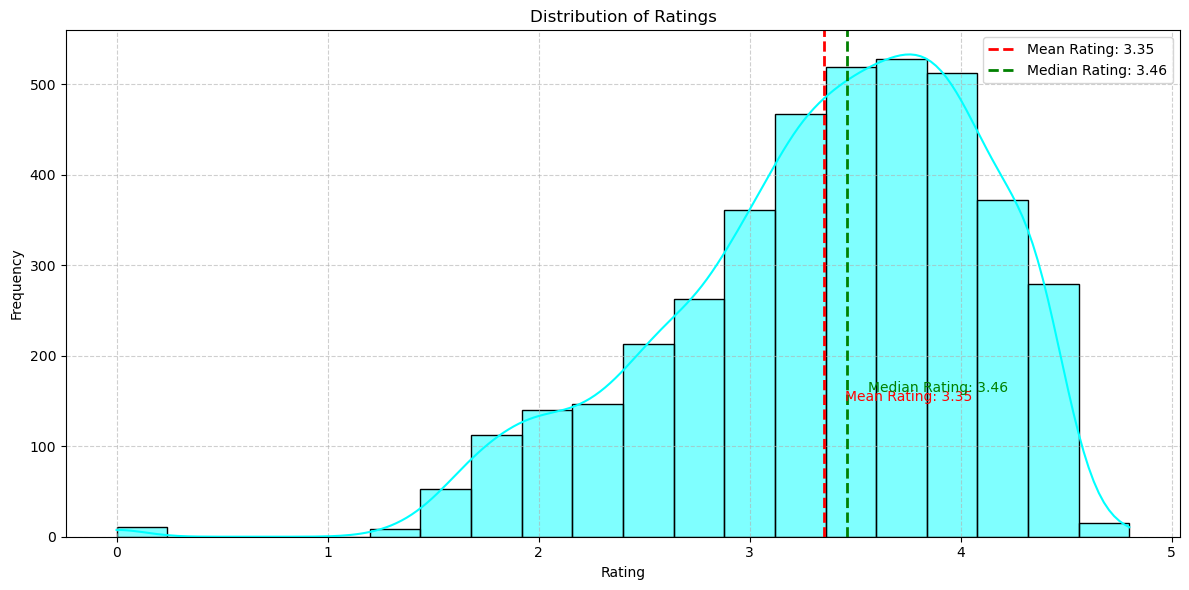 Distribution of Ratings
Mean Rating: 3.35
Median Rating: 3.46
500
400
300
200
100
0
Frequency
Median Rating: 3.46
Mean Rating: 3.35
0
1
2
3
4
5
Rating